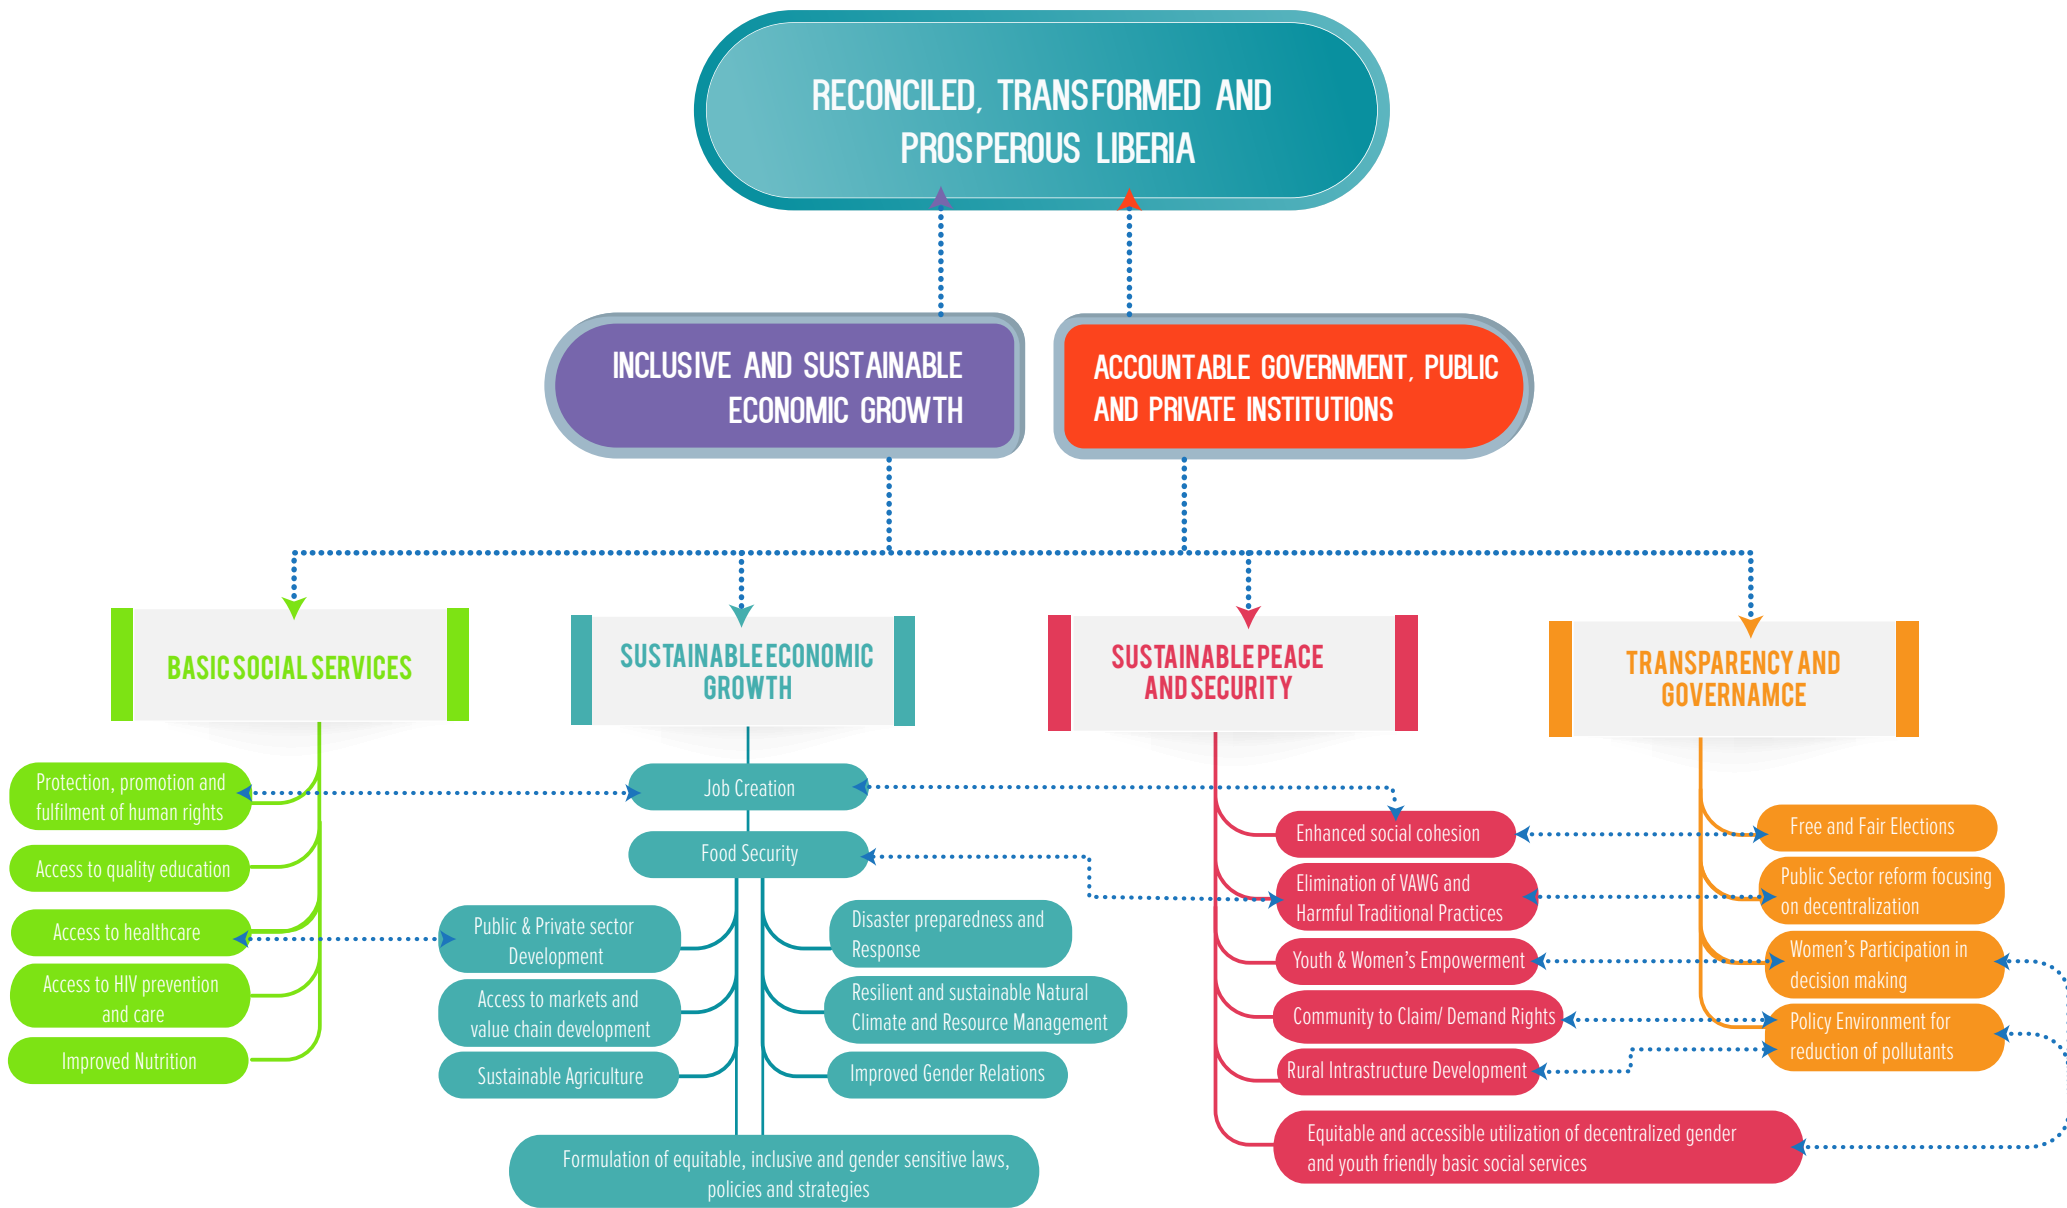 RECONCILED, TRANSFORMED AND
PROSPEROUS LIBERIA
INCLUSIVE AND SUSTAINABLE
ECONOMIC GROWTH
ACCOUNTABLE GOVERNMENT, PUBLIC
AND PRIVATE INSTITUTIONS
BASIC SOCIAL SERVICES
Protection, promotion and
fulfilment of human rights
Access to quality education
Access to healthcare
Access to HIV prevention
and care
Improved Nutrition
SUSTAINABLE ECONOMIC
GROWTH
Job Creation
Food Security
Public & Private sector
Development
Access to markets and
value chain development
Sustainable Agriculture
Disaster preparedness and
Response
Resilient and sustainable Natural
Climate and Resource Management
Improved Gender Relations
Formulation of equitable, inclusive and gender sensitive laws,
policies and strategies
SUSTAINABLE PEACE
AND SECURITY
Enhanced social cohesion
Elimination of VAWG and
Harmful Traditional Practices
Youth & Women's Empowerment
Community to Claim/ Demand Rights
Rural Intrastructure Development
Equitable and accessible utilization of decentralized gender
and youth friendly basic social services
TRANSPARENCY AND
GOVERNAMCE
Free and Fair Elections
Public Sector reform focusing
on decentralization
Women's Participation in
decision making
Policy Environment for
reduction of pollutants